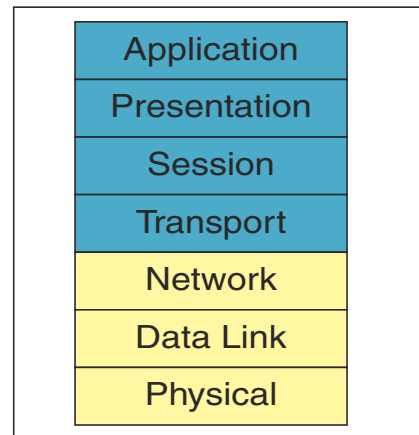 Application
Presentation
Session
Transport
Network
Data Link
Physical